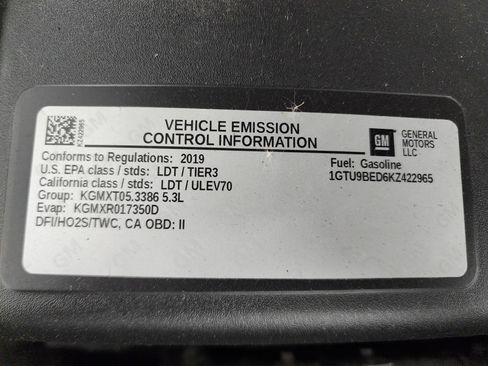 VEHICLE EMISSION
CONTROL INFORMATION
GM GENERAL
MOTORS
LLC
Conforms to Regulations: 2019
U.S. EPA class / stds: LDT / TIER3
California class / stds: LDT / ULEV70
Group: KGMXT05.3386 5.3L
Evap: KGMXR017350D
DFI/HO2S/TWC, CA OBD: II
Fuel: Gasoline
1GTU9BED6KZ422965
KZ422965